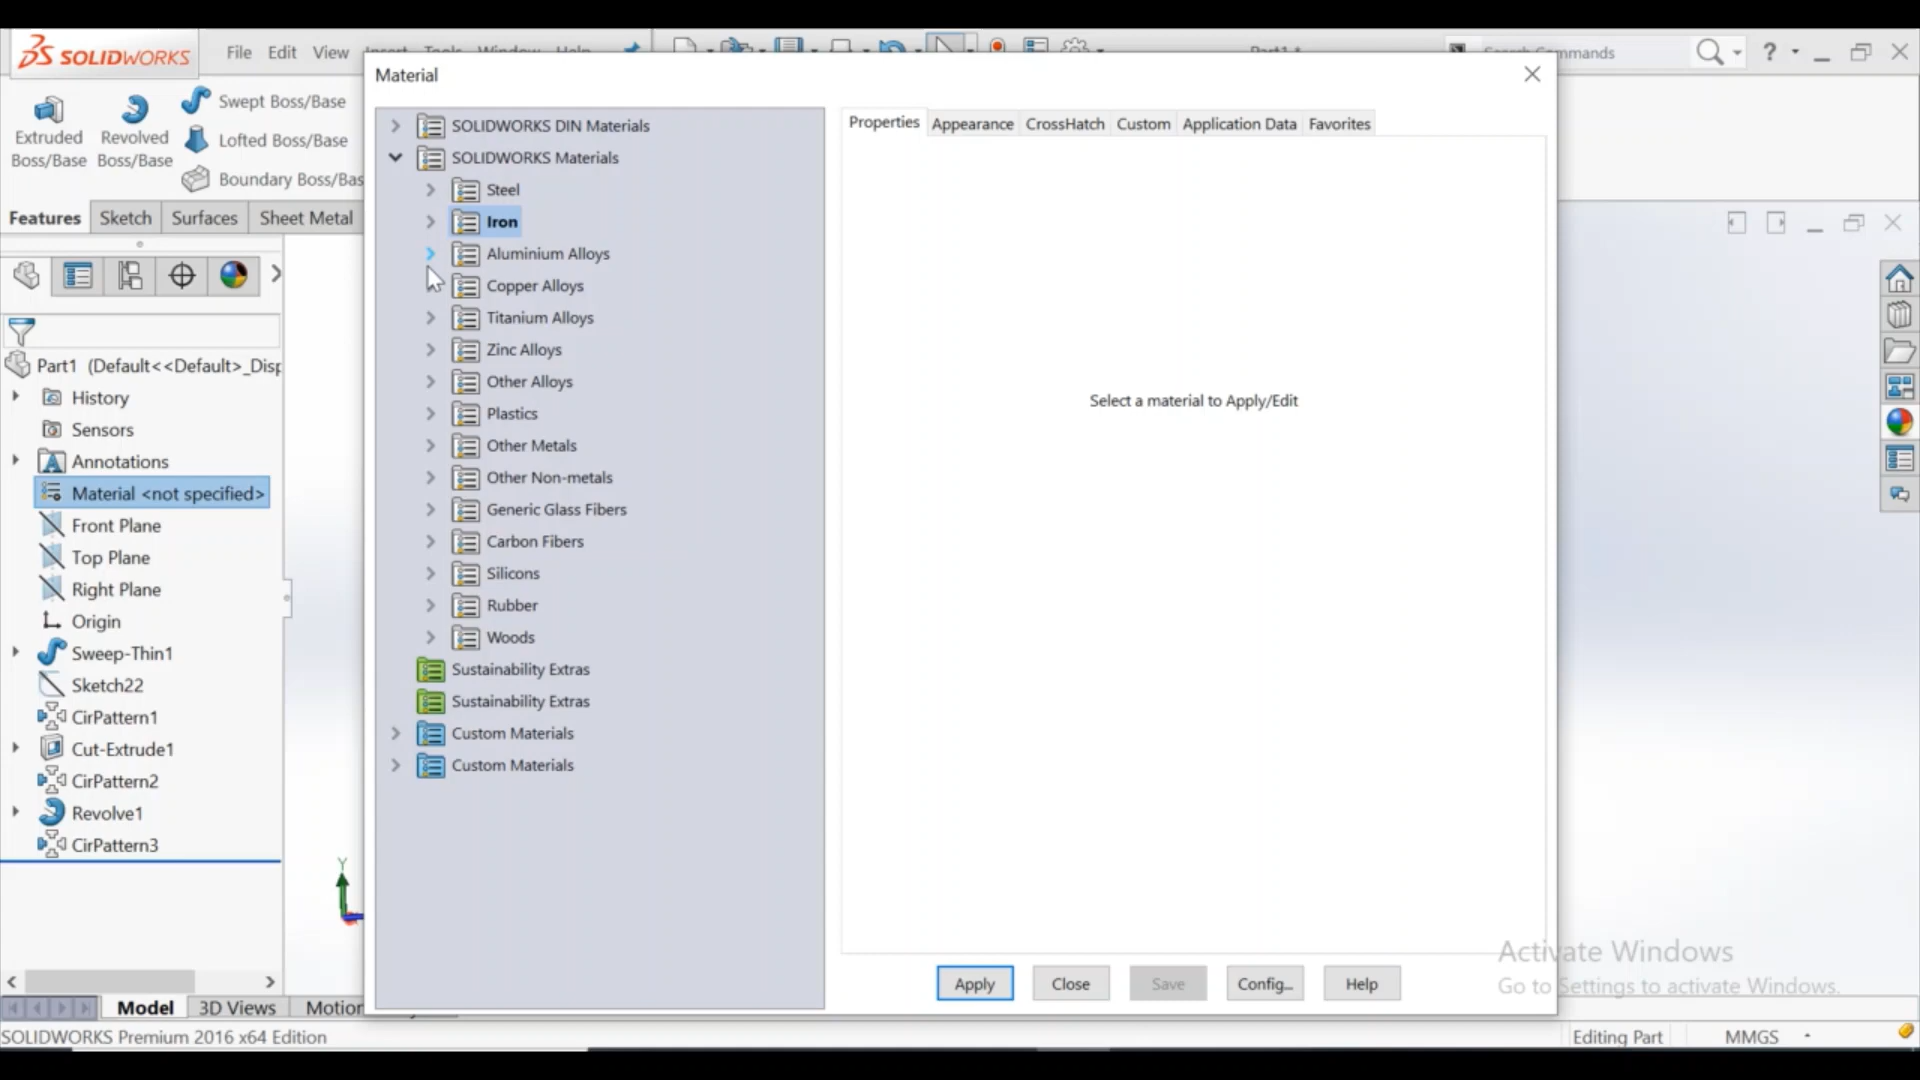 SOLIDWORKS
File Edit View Insert Tools Window Help
Part1 *
Search Commands
?
Material
Extruded Boss/Base
Revolved Boss/Base
Swept Boss/Base
Lofted Boss/Base
Boundary Boss/Bas
Features Sketch Surfaces Sheet Metal
Part1 (Default<<Default>_Disp
History
Sensors
Annotations
Material <not specified>
Front Plane
Top Plane
Right Plane
Origin
Sweep-Thin1
Sketch22
CirPattern1
Cut-Extrude1
CirPattern2
Revolve1
CirPattern3
SOLIDWORKS DIN Materials
SOLIDWORKS Materials
Steel
Iron
Aluminium Alloys
Copper Alloys
Titanium Alloys
Zinc Alloys
Other Alloys
Plastics
Other Metals
Other Non-metals
Generic Glass Fibers
Carbon Fibers
Silicons
Rubber
Woods
Sustainability Extras
Sustainability Extras
Custom Materials
Custom Materials
Properties Appearance CrossHatch Custom Application Data Favorites
Select a material to Apply/Edit
Apply Close Save Config... Help
Y
Activate Windows
Go to Settings to activate Windows.
Model 3D Views Motion
SOLIDWORKS Premium 2016 x64 Edition
Editing Part MMGS